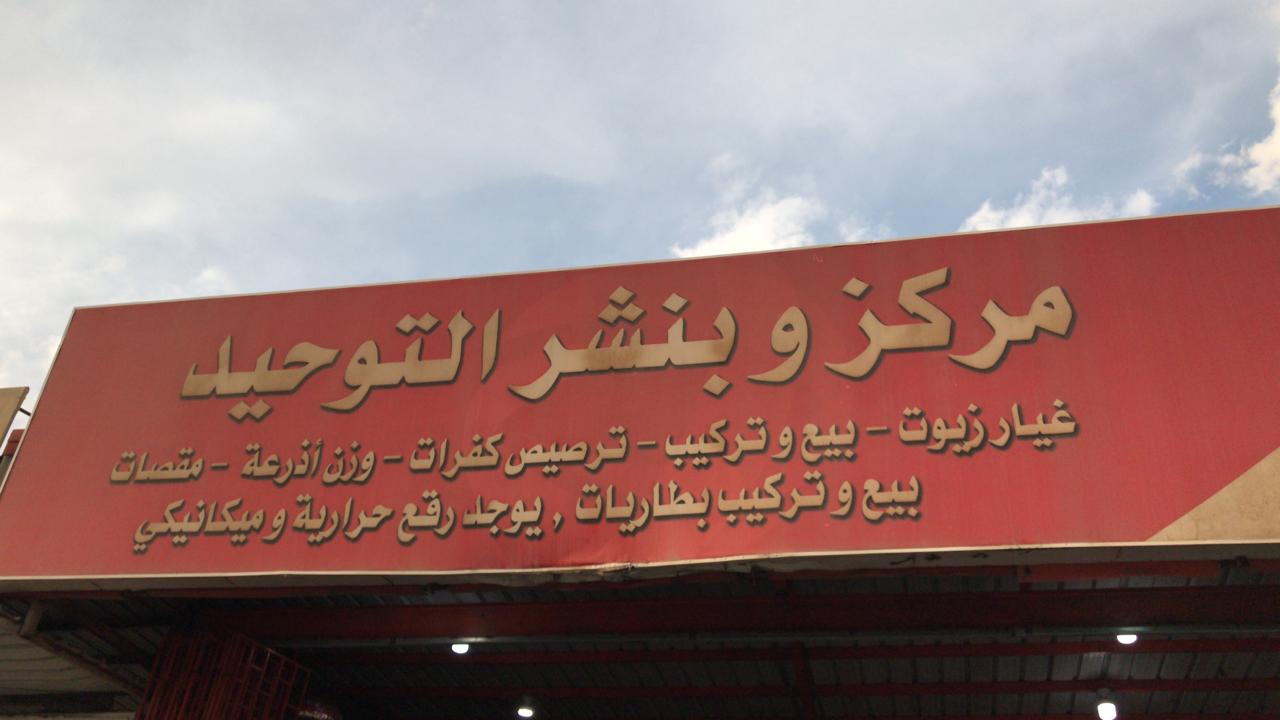 مركز و بنشر التوحيد
غيار زيوت - بيع و تركيب - ترصيص كفرات - وزن أذرعة - مقصات
بيع و تركيب بطاريات , يوجد رقع حرارية و ميكانيكي